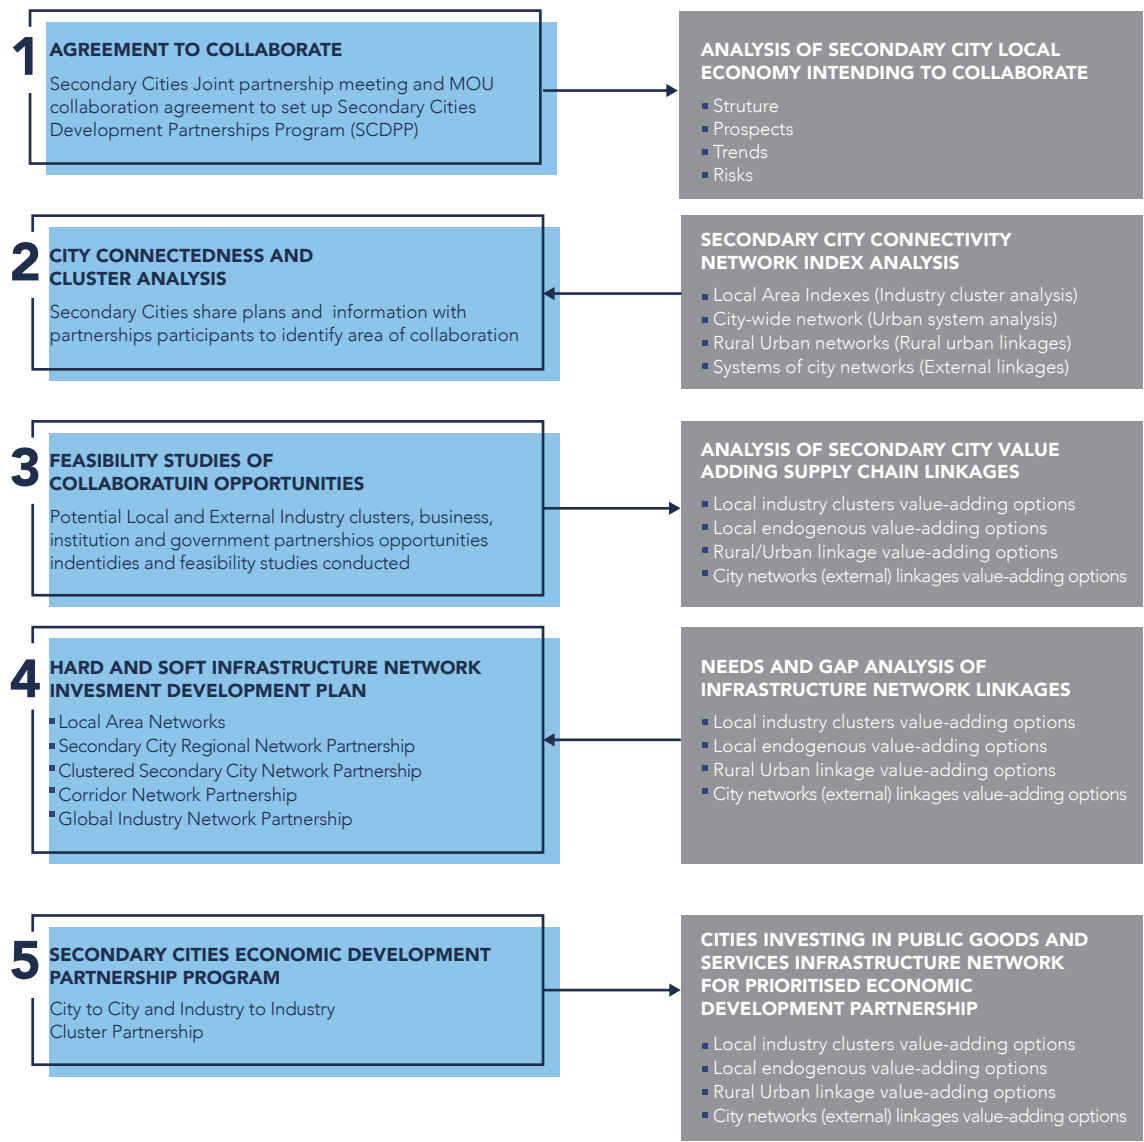 1
AGREEMENT TO COLLABORATE
Secondary Cities Joint partnership meeting and MOU
collaboration agreement to set up Secondary Cities
Development Partnerships Program (SCDPP)
ANALYSIS OF SECONDARY CITY LOCAL
ECONOMY INTENDING TO COLLABORATE
Struture
Prospects
Trends
Risks
2
CITY CONNECTEDNESS AND
CLUSTER ANALYSIS
Secondary Cities share plans and information with
partnerships participants to identify area of collaboration
SECONDARY CITY CONNECTIVITY
NETWORK INDEX ANALYSIS
Local Area Indexes (Industry cluster analysis)
City-wide network (Urban system analysis)
Rural Urban networks (Rural urban linkages)
Systems of city networks (External linkages)
3
FEASIBILITY STUDIES OF
COLLABORATUIN OPPORTUNITIES
Potential Local and External Industry clusters, business,
institution and government partnershios opportunities
indentidies and feasibility studies conducted
ANALYSIS OF SECONDARY CITY VALUE
ADDING SUPPLY CHAIN LINKAGES
Local industry clusters value-adding options
Local endogenous value-adding options
Rural/Urban linkage value-adding options
City networks (external) linkages value-adding options
4
HARD AND SOFT INFRASTRUCTURE NETWORK
INVESMENT DEVELOPMENT PLAN
Local Area Networks
Secondary City Regional Network Partnership
Clustered Secondary City Network Partnership
Corridor Network Partnership
Global Industry Network Partnership
NEEDS AND GAP ANALYSIS OF
INFRASTRUCTURE NETWORK LINKAGES
Local industry clusters value-adding options
Local endogenous value-adding options
Rural Urban linkage value-adding options
City networks (external) linkages value-adding options
5
SECONDARY CITIES ECONOMIC DEVELOPMENT
PARTNERSHIP PROGRAM
City to City and Industry to Industry
Cluster Partnership
CITIES INVESTING IN PUBLIC GOODS AND
SERVICES INFRASTRUCTURE NETWORK
FOR PRIORITISED ECONOMIC
DEVELOPMENT PARTNERSHIP
Local industry clusters value-adding options
Local endogenous value-adding options
Rural Urban linkage value-adding options
City networks (external) linkages value-adding options